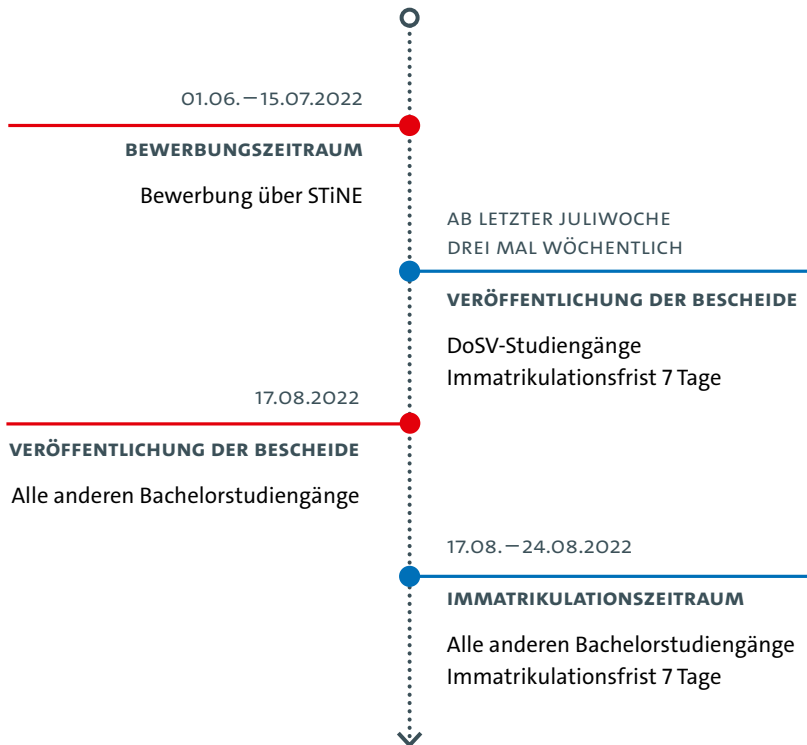 01.06.–15.07.2022
BEWERBUNGSZEITRAUM
Bewerbung über STiNE
AB LETZTER JULIWOCHE
DREI MAL WÖCHENTLICH
VERÖFFENTLICHUNG DER BESCHEIDE
DoSV-Studiengänge
Immatrikulationsfrist 7 Tage
17.08.2022
VERÖFFENTLICHUNG DER BESCHEIDE
Alle anderen Bachelorstudiengänge
17.08.–24.08.2022
IMMATRIKULATIONSZEITRAUM
Alle anderen Bachelorstudiengänge
Immatrikulationsfrist 7 Tage